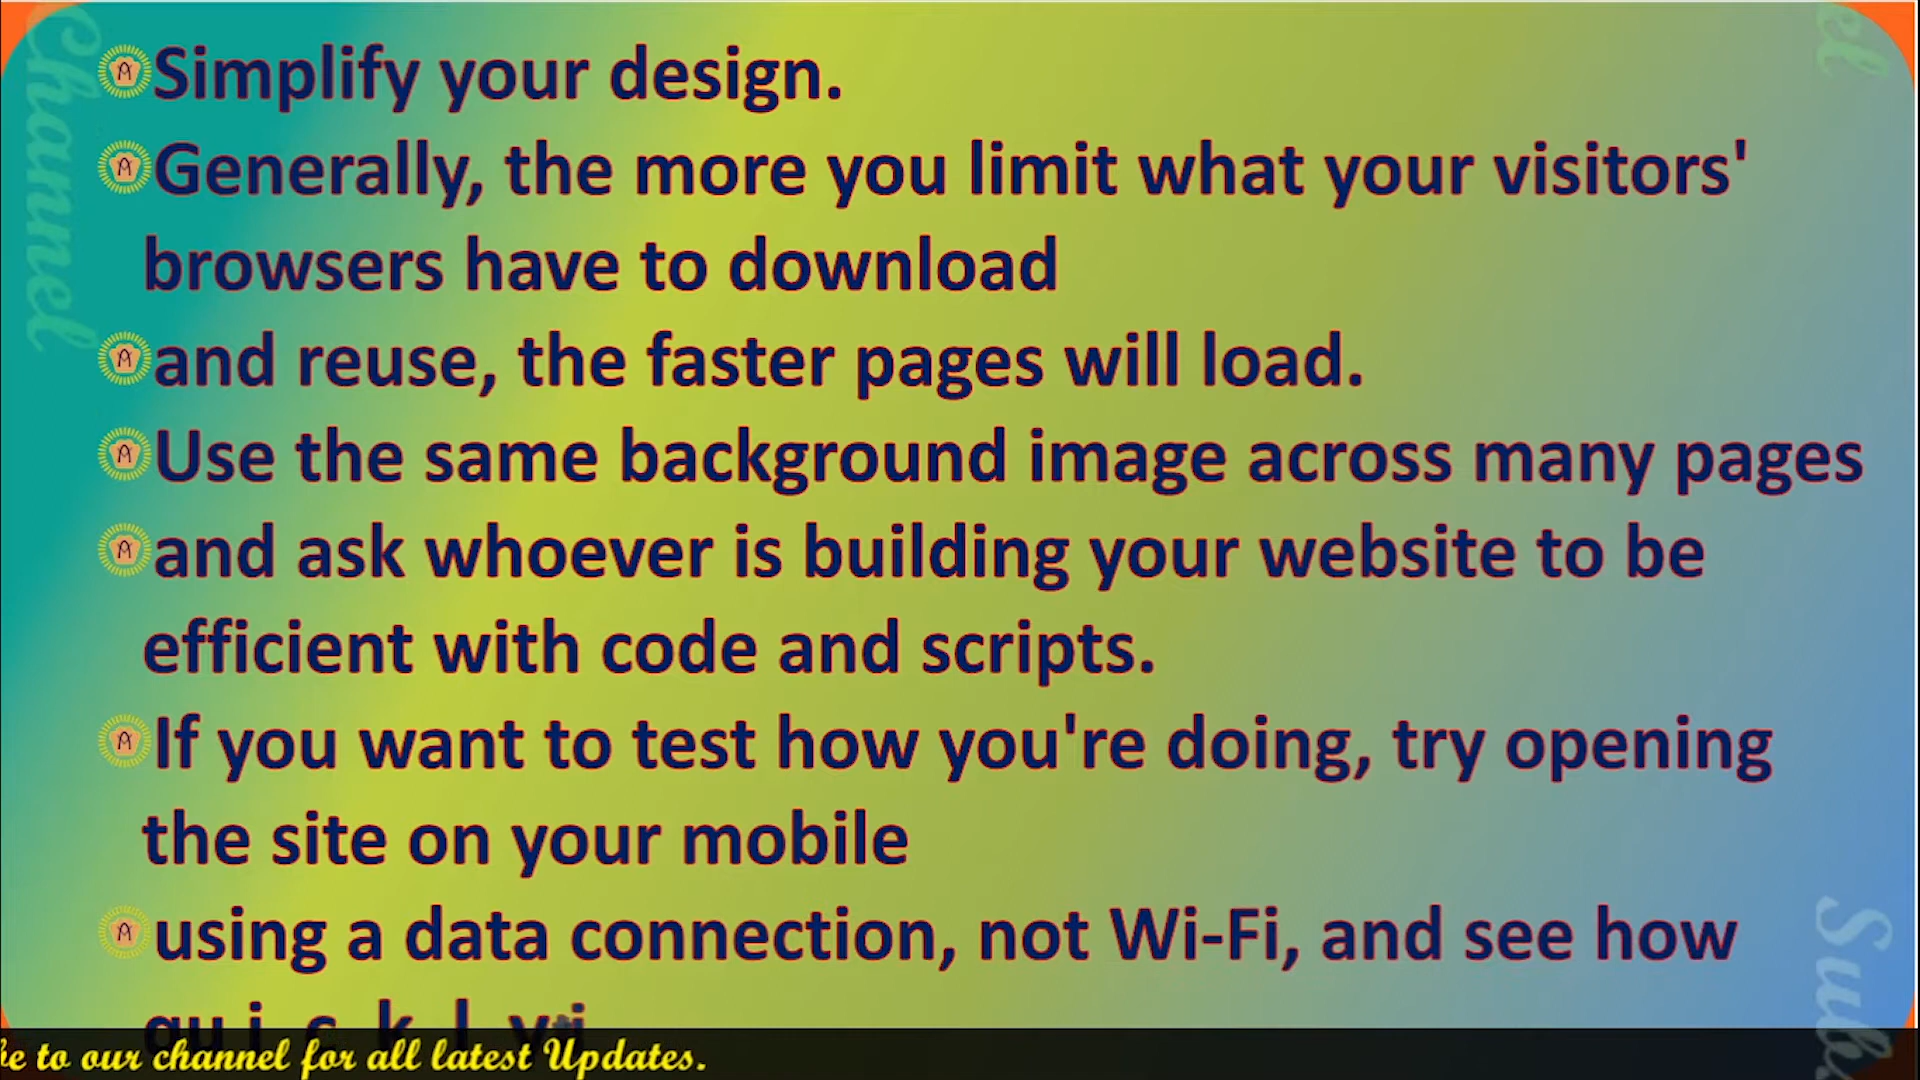 Simplify your design.
Generally, the more you limit what your visitors'
browsers have to download
and reuse, the faster pages will load.
Use the same background image across many pages
and ask whoever is building your website to be
efficient with code and scripts.
If you want to test how you're doing, try opening
the site on your mobile
using a data connection, not Wi-Fi, and see how
be to our channel for all latest Updates.
Channel
el
Sub